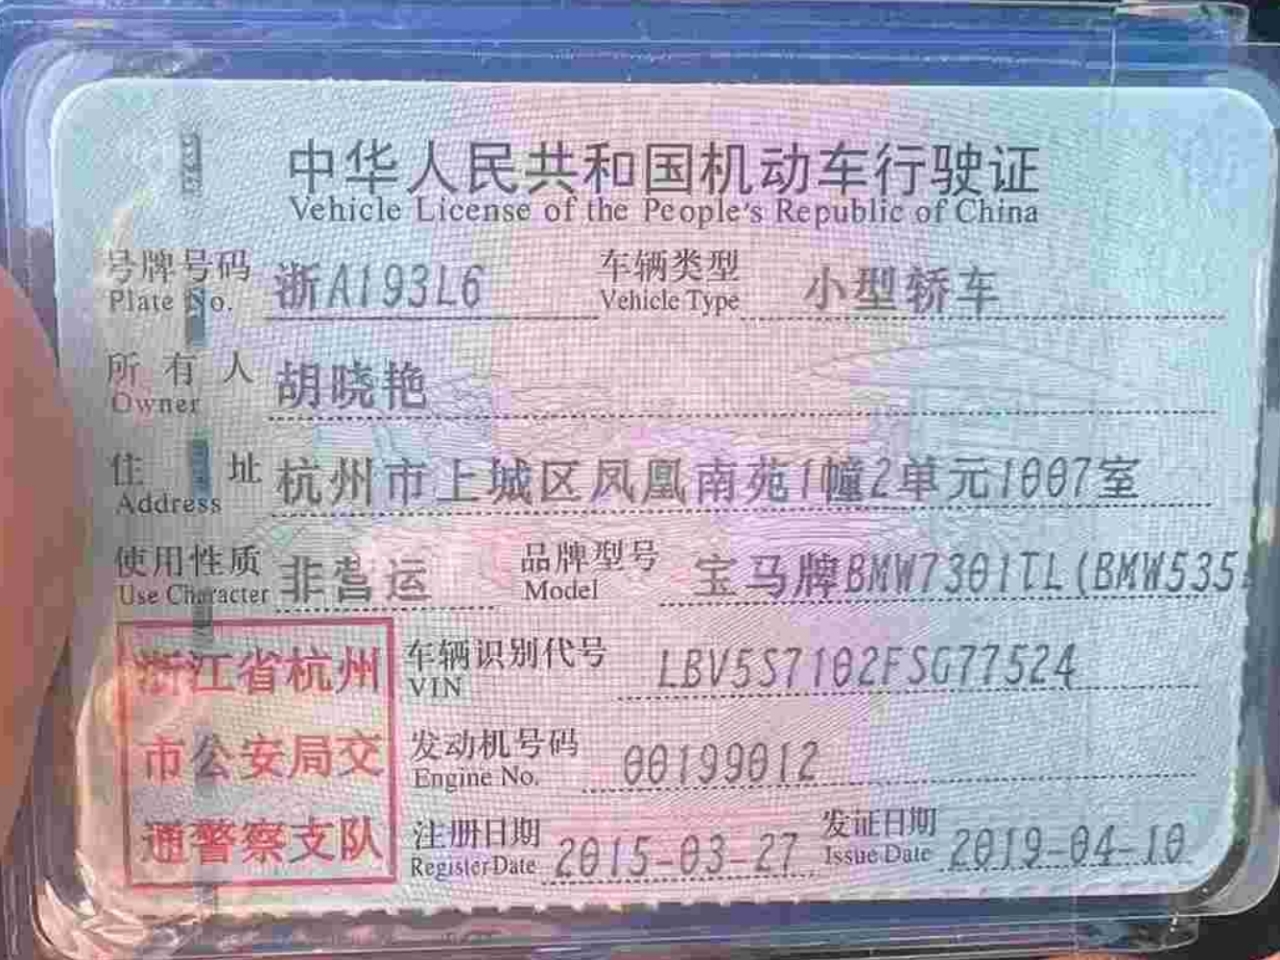 中华人民共和国机动车行驶证
Vehicle License of the People's Republic of China
号牌号码 浙A193L6 车辆类型 小型轿车
Plate No. Vehicle Type
所有人 胡晓艳
Owner
住址 杭州市上城区凤凰南苑1幢2单元1007室
Address
使用性质 非营运 品牌型号 宝马牌BMW7301TL(BMW535
Use Character Model
浙江省杭州
市公安局交
通警察支队
车辆识别代号 LBV5S7102FSG77524
VIN
发动机号码 00199012
Engine No.
注册日期 2015-03-27 发证日期 2019-04-10
Register Date Issue Date